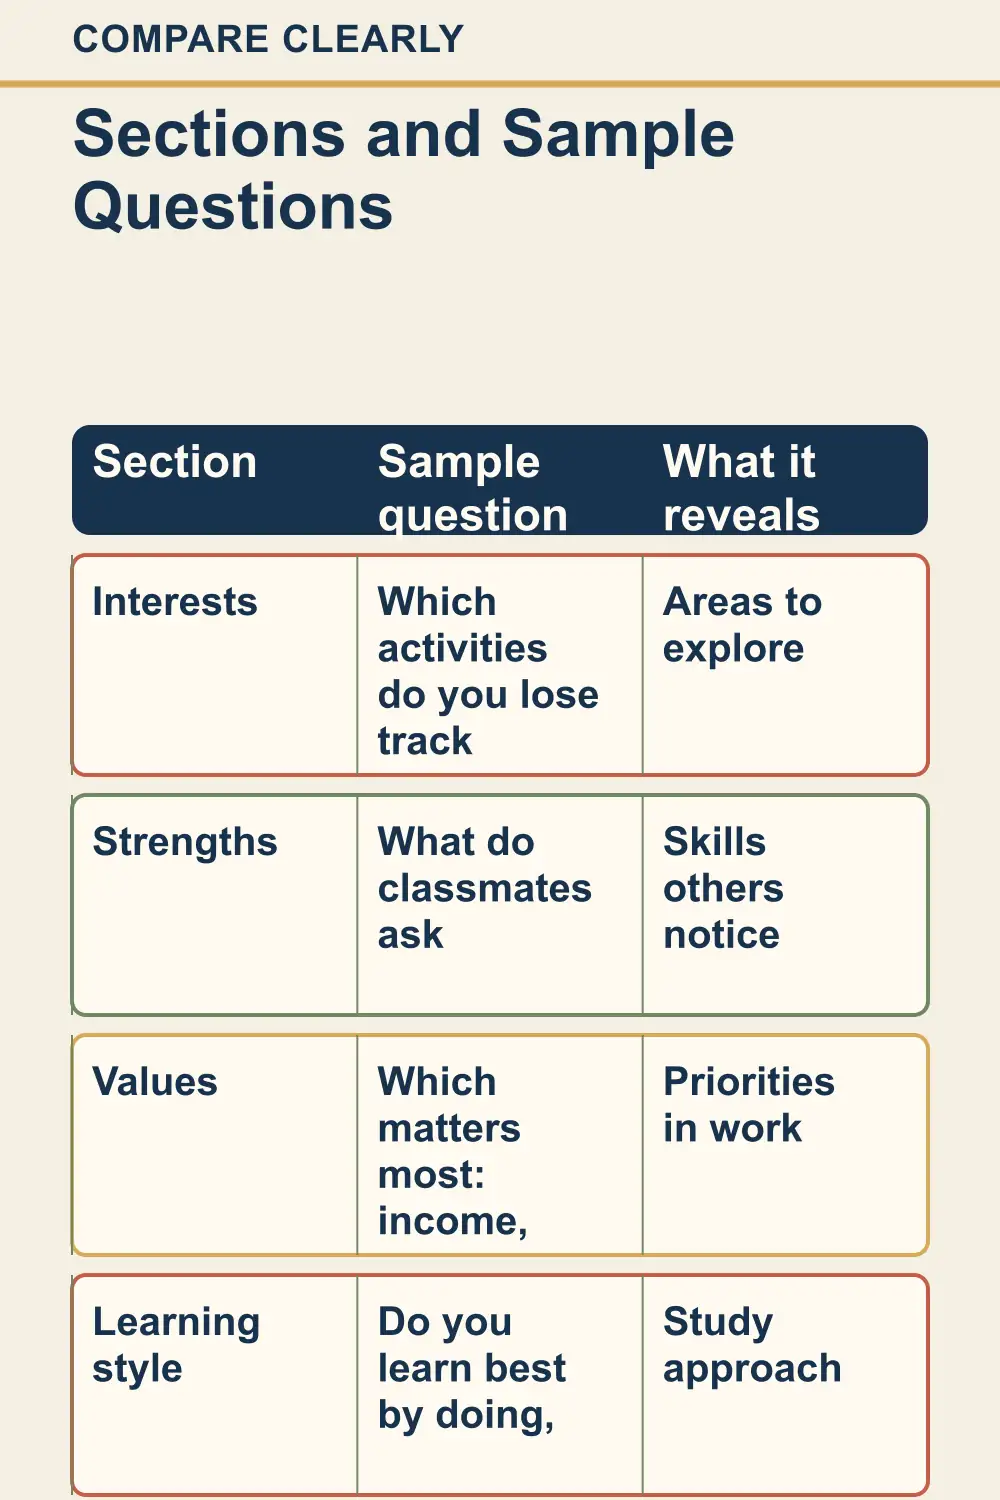 COMPARE CLEARLY
Sections and Sample
Questions
Section
Sample
question
What it
reveals
Interests
Which
activities
do you lose
track
Areas to
explore
Strengths
What do
classmates
ask
Skills
others
notice
Values
Which
matters
most:
income,
Priorities
in work
Learning
style
Do you
learn best
by doing,
Study
approach